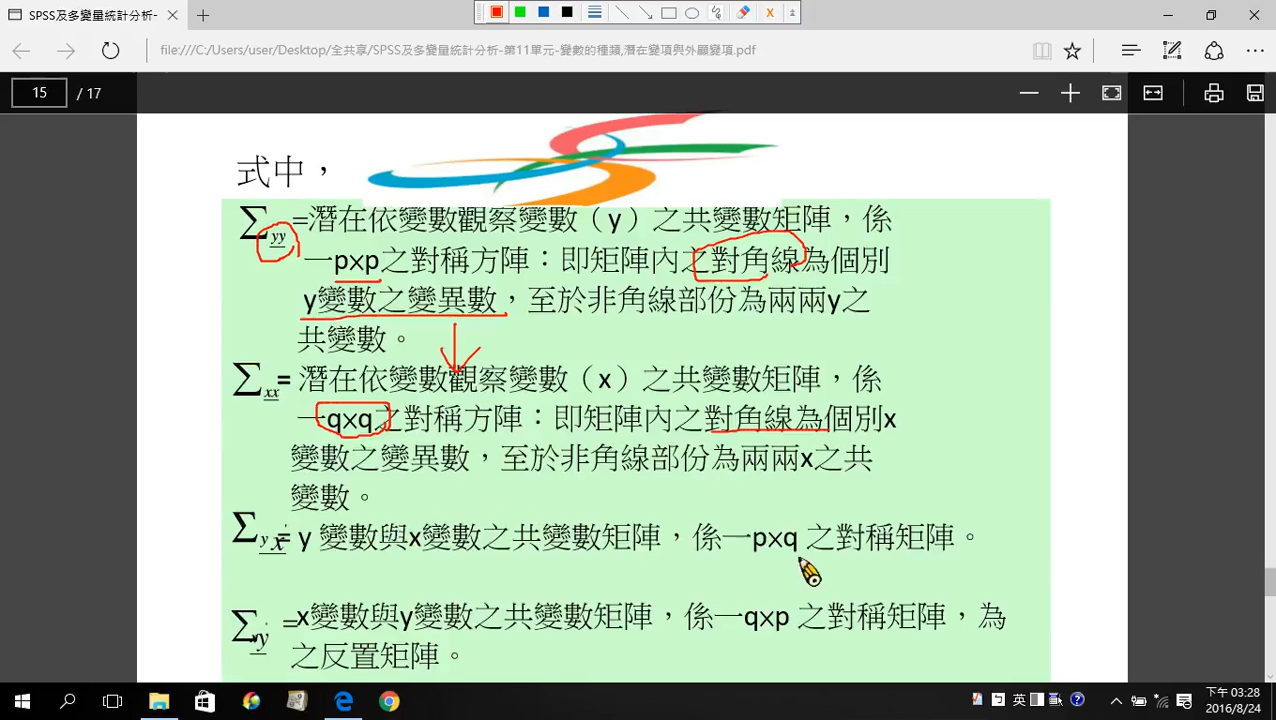 SPSS及多變量統計分析-
file:///C:/Users/user/Desktop/全共享/SPSS及多變量統計分析-第11單元-變數的種類,潛在變項與外顯變項.pdf
15 / 17
式中，
∑yy =潛在依變數觀察變數（y）之共變數矩陣，係
一p×p之對稱方陣：即矩陣內之對角線為個別
y變數之變異數，至於非角線部份為兩兩y之
共變數。
∑xx = 潛在依變數觀察變數（x）之共變數矩陣，係
一q×q之對稱方陣：即矩陣內之對角線為個別x
變數之變異數，至於非角線部份為兩兩x之共
變數。
∑yx = y 變數與x變數之共變數矩陣，係一p×q 之對稱矩陣。
∑xy =x變數與y變數之共變數矩陣，係一q×p 之對稱矩陣，為
之反置矩陣。
英
下午 03:28
2016/8/24